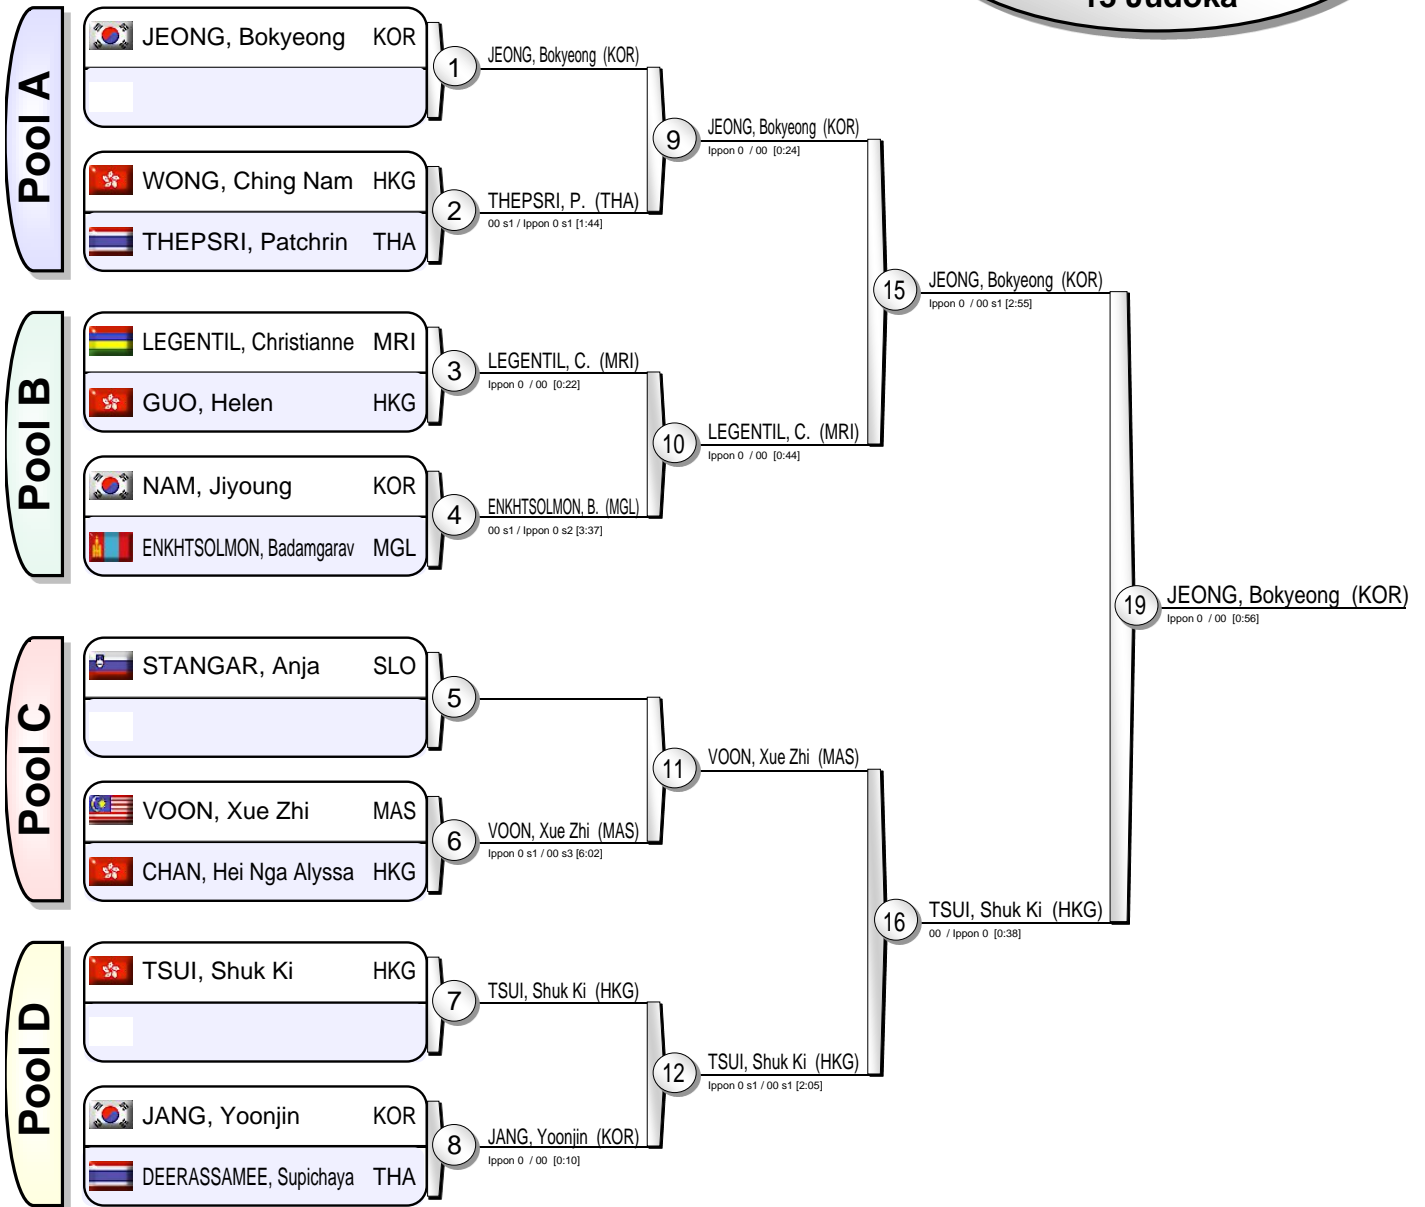 13 Judoka
Pool A
JEONG, Bokyeong KOR
WONG, Ching Nam HKG
THEPSRI, Patchrin THA
1
JEONG, Bokyeong (KOR)
2
THEPSRI, P. (THA)
00 s1 / Ippon 0 s1 [1:44]
9
JEONG, Bokyeong (KOR)
Ippon 0 / 00 [0:24]
Pool B
LEGENTIL, Christianne MRI
GUO, Helen HKG
NAM, Jiyoung KOR
ENKHTSOLMON, Badamgarav MGL
3
LEGENTIL, C. (MRI)
Ippon 0 / 00 [0:22]
4
ENKHTSOLMON, B. (MGL)
00 s1 / Ippon 0 s2 [3:37]
10
LEGENTIL, C. (MRI)
Ippon 0 / 00 [0:44]
15
JEONG, Bokyeong (KOR)
Ippon 0 / 00 s1 [2:55]
Pool C
STANGAR, Anja SLO
VOON, Xue Zhi MAS
CHAN, Hei Nga Alyssa HKG
5
6
VOON, Xue Zhi (MAS)
Ippon 0 s1 / 00 s3 [6:02]
11
VOON, Xue Zhi (MAS)
Pool D
TSUI, Shuk Ki HKG
JANG, Yoonjin KOR
DEERASSAMEE, Supichaya THA
7
TSUI, Shuk Ki (HKG)
8
JANG, Yoonjin (KOR)
Ippon 0 / 00 [0:10]
12
TSUI, Shuk Ki (HKG)
Ippon 0 s1 / 00 s1 [2:05]
16
TSUI, Shuk Ki (HKG)
00 / Ippon 0 [0:38]
19
JEONG, Bokyeong (KOR)
Ippon 0 / 00 [0:56]